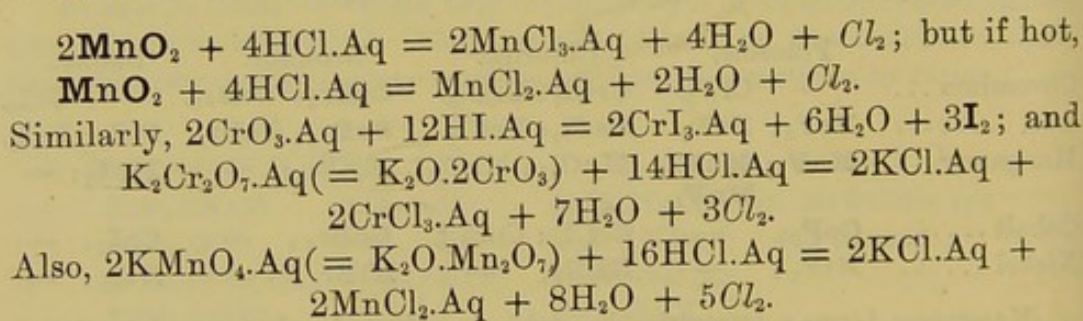 2MnO₂ + 4HCl.Aq = 2MnCl₃.Aq + 4H₂O + Cl₂; but if hot,
MnO₂ + 4HCl.Aq = MnCl₂.Aq + 2H₂O + Cl₂.
Similarly, 2CrO₃.Aq + 12HI.Aq = 2CrI₃.Aq + 6H₂O + 3I₂; and
K₂Cr₂O₇.Aq(= K₂O.2CrO₃) + 14HCl.Aq = 2KCl.Aq +
2CrCl₃.Aq + 7H₂O + 3Cl₂.
Also, 2KMnO₄.Aq(= K₂O.Mn₂O₇) + 16HCl.Aq = 2KCl.Aq +
2MnCl₂.Aq + 8H₂O + 5Cl₂.